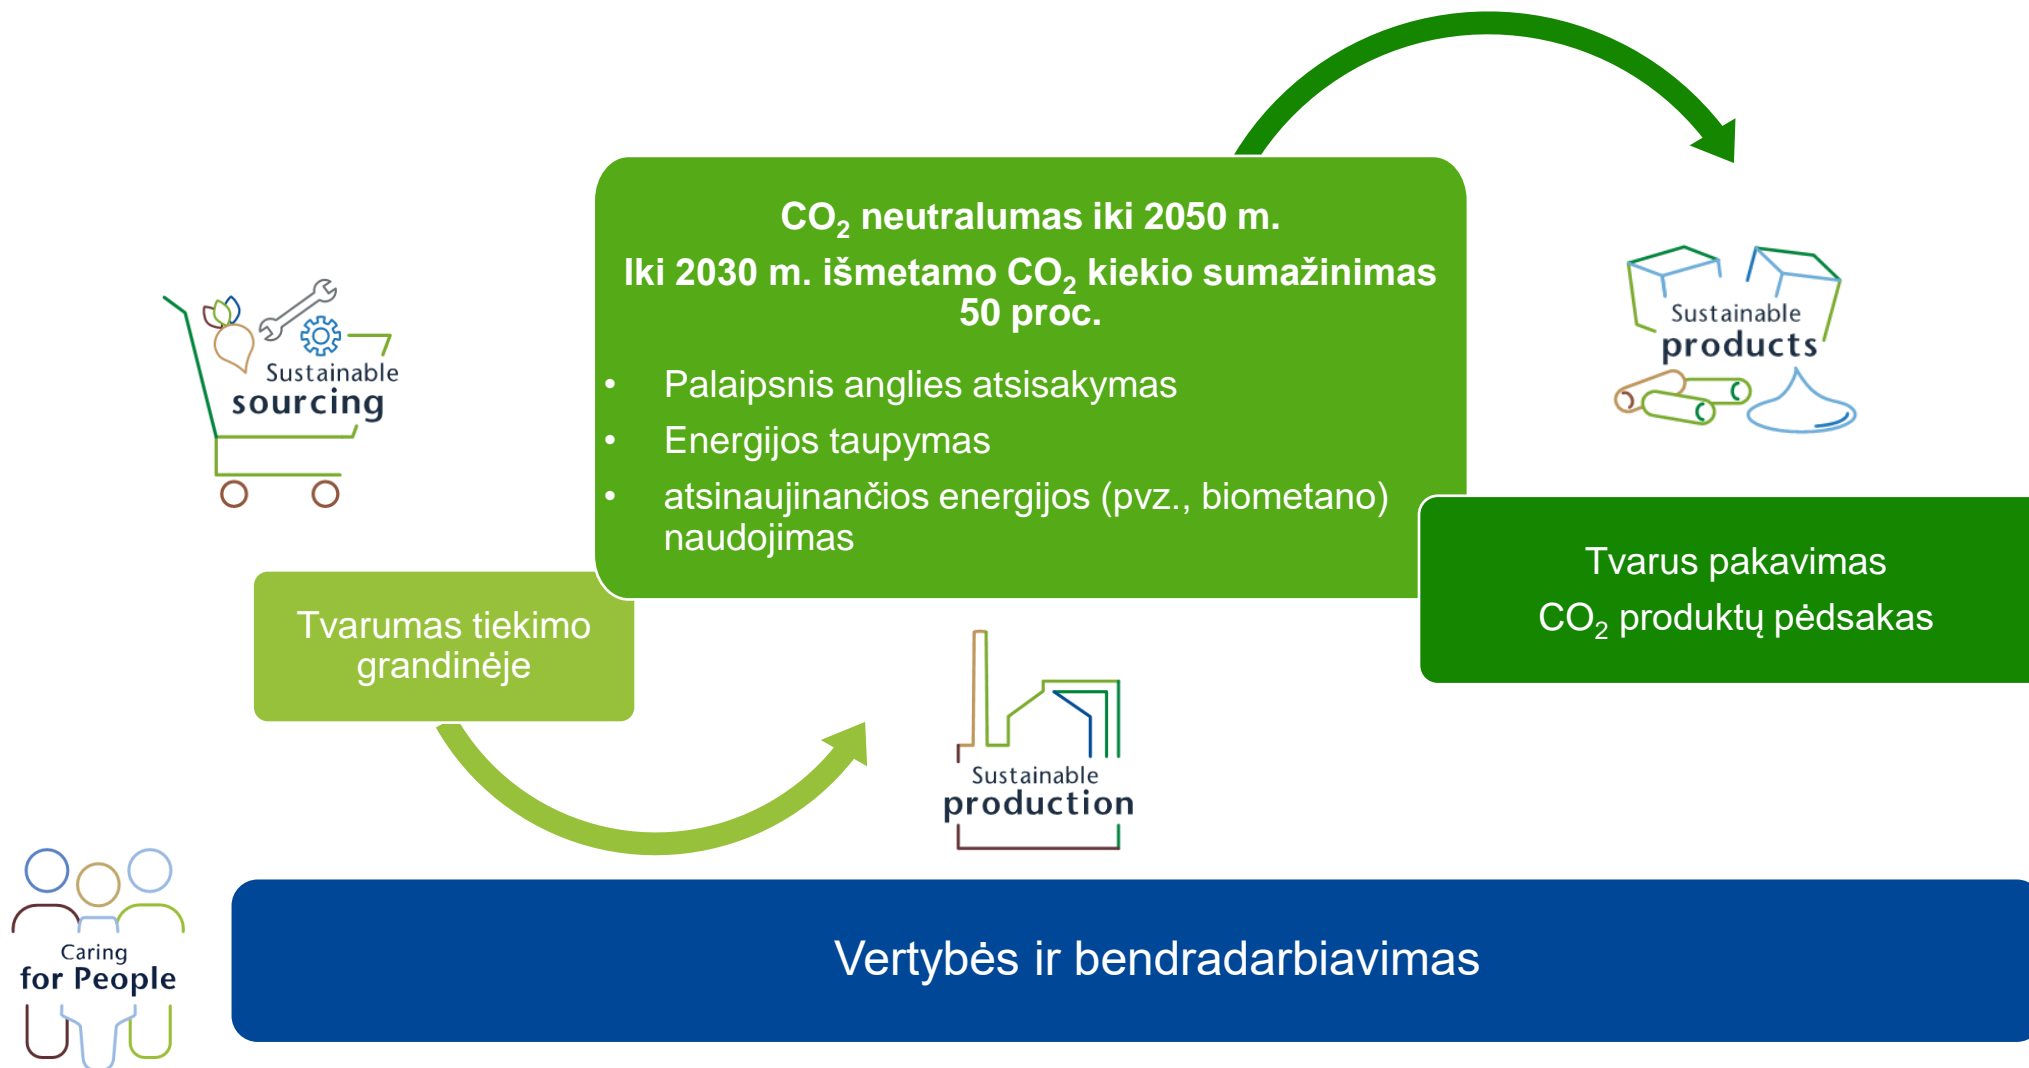 CO₂ neutralumas iki 2050 m.
Iki 2030 m. išmetamo CO₂ kiekio sumažinimas
50 proc.
• Palaipsnis anglies atsisakymas
• Energijos taupymas
• atsinaujinančios energijos (pvz., biometano)
naudojimas
Sustainable
sourcing
Tvarumas tiekimo
grandinėje
Sustainable
production
Sustainable
products
Tvarus pakavimas
CO₂ produktų pėdsakas
Caring
for People
Vertybės ir bendradarbiavimas